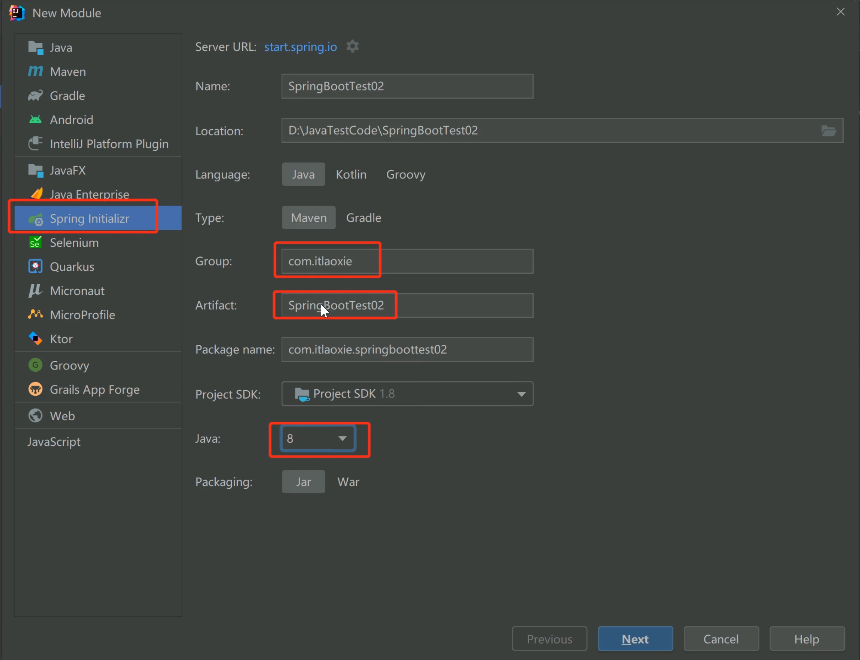 New Module
Java
Maven
Gradle
Android
IntelliJ Platform Plugin
JavaFX
Java Enterprise
Spring Initializr
Selenium
Quarkus
Micronaut
MicroProfile
Ktor
Groovy
Grails App Forge
Web
JavaScript
Server URL: start.spring.io
Name: SpringBootTest02
Location: D:\JavaTestCode\SpringBootTest02
Language: Java Kotlin Groovy
Type: Maven Gradle
Group: com.itlaoxie
Artifact: SpringBootTest02
Package name: com.itlaoxie.springboottest02
Project SDK: Project SDK 1.8
Java: 8
Packaging: Jar War
Previous Next Cancel Help